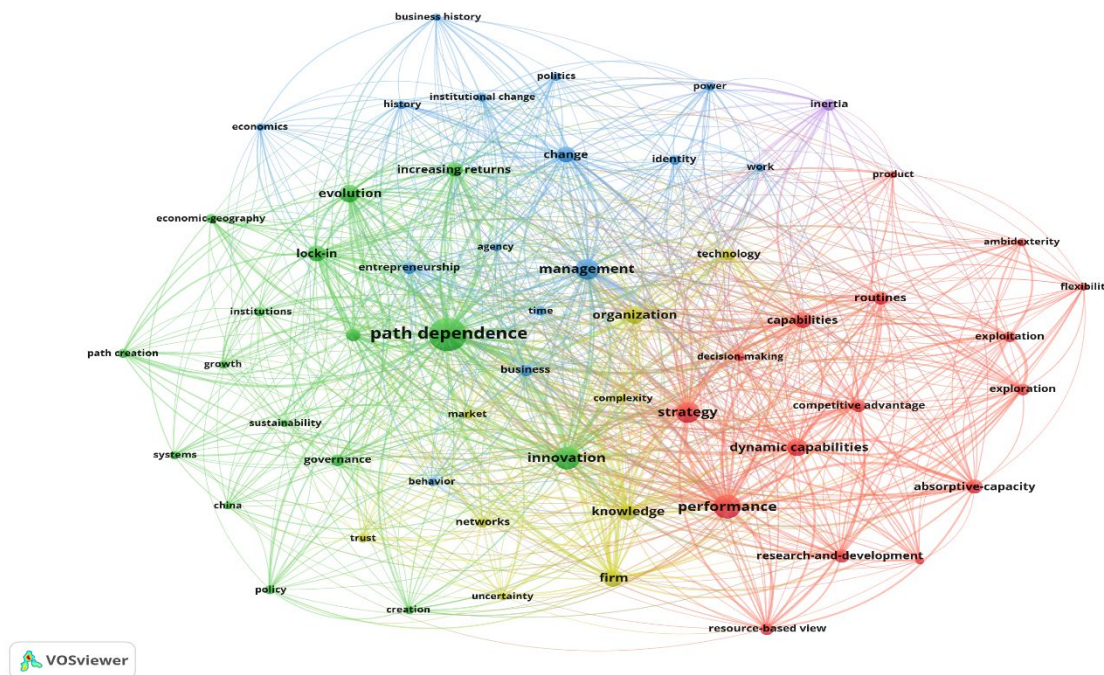 business history
politics
power
institutional change
history
inertia
economics
change
identity
work
increasing returns
product
evolution
economic-geography
ambidexterity
agency
lock-in
technology
entrepreneurship
management
flexibilit
routines
institutions
time
organization
capabilities
path dependence
exploitation
path creation
decision-making
growth
business
exploration
complexity
competitive advantage
market
strategy
sustainability
dynamic capabilities
systems
governance
innovation
behavior
absorptive-capacity
china
performance
knowledge
networks
trust
research-and-development
firm
policy
uncertainty
creation
resource-based view
VOSviewer